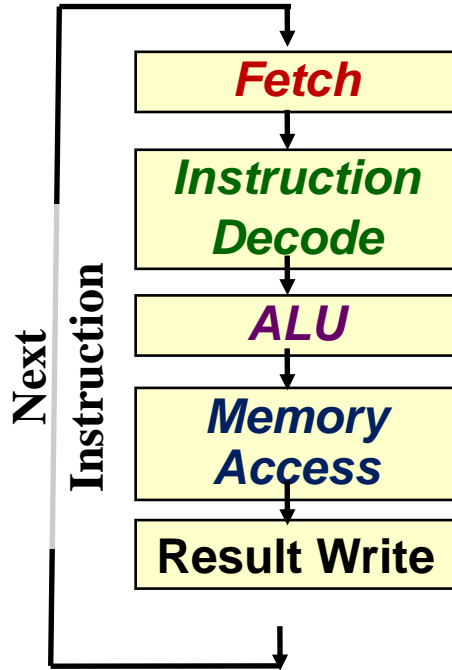 Fetch
Instruction
Decode
ALU
Memory
Access
Result Write
Next
Instruction